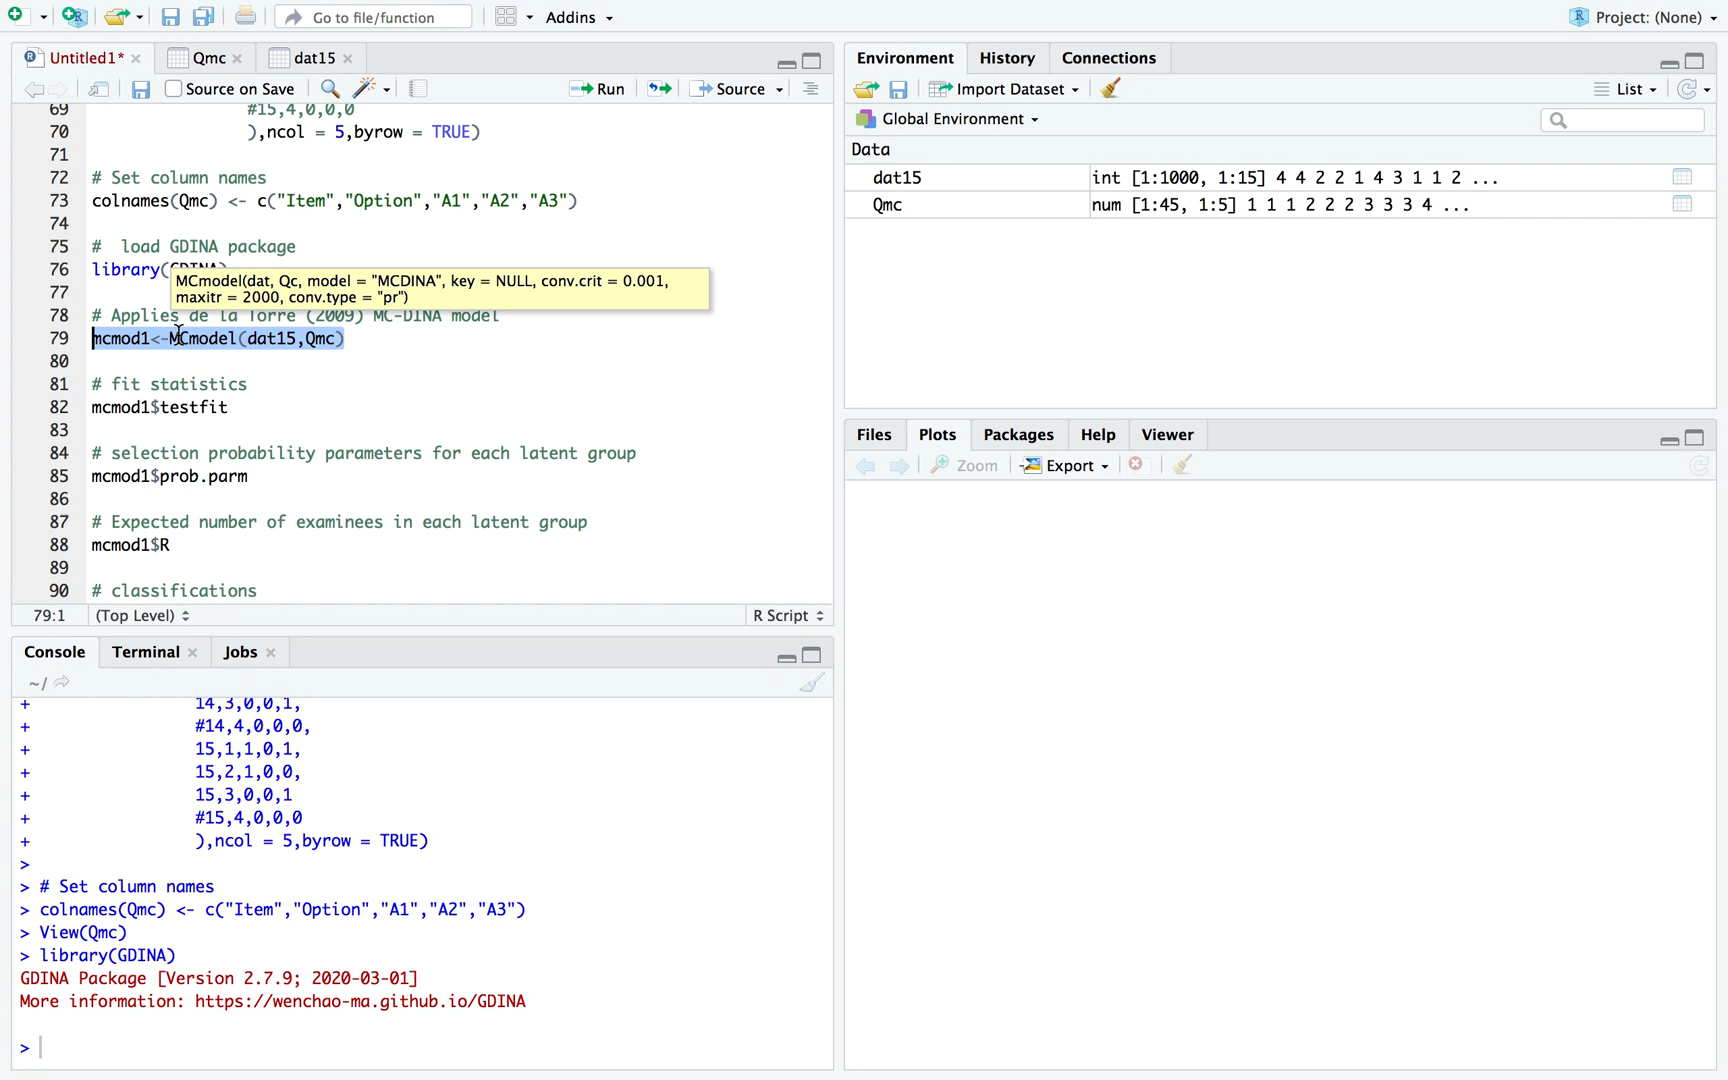 Go to file/function
Addins
Project: (None)
Untitled1*
Qmc
dat15
Source on Save
Run
Source
69 #15,4,0,0,0
70 ),ncol = 5,byrow = TRUE)
71
72 # Set column names
73 colnames(Qmc) <- c("Item","Option","A1","A2","A3")
74
75 #  load GDINA package
76 library(GDINA)
77
MCmodel(dat, Qc, model = "MCDINA", key = NULL, conv.crit = 0.001,
maxitr = 2000, conv.type = "pr")
78 # Applies de la Torre (2009) MC-DINA model
79 mcmod1<-MCmodel(dat15,Qmc)
80
81 # fit statistics
82 mcmod1$testfit
83
84 # selection probability parameters for each latent group
85 mcmod1$prob.parm
86
87 # Expected number of examinees in each latent group
88 mcmod1$R
89
90 # classifications
79:1 (Top Level) R Script
Console Terminal Jobs
~/
+ 14,3,0,0,1,
+ #14,4,0,0,0,
+ 15,1,1,0,1,
+ 15,2,1,0,0,
+ 15,3,0,0,1
+ #15,4,0,0,0
+ ),ncol = 5,byrow = TRUE)
>
> # Set column names
> colnames(Qmc) <- c("Item","Option","A1","A2","A3")
> View(Qmc)
> library(GDINA)
GDINA Package [Version 2.7.9; 2020-03-01]
More information: https://wenchao-ma.github.io/GDINA
>
Environment History Connections
Import Dataset
List
Global Environment
Data
dat15 int [1:1000, 1:15] 4 4 2 2 1 4 3 1 1 2 ...
Qmc num [1:45, 1:5] 1 1 1 2 2 2 3 3 3 4 ...
Files Plots Packages Help Viewer
Zoom Export